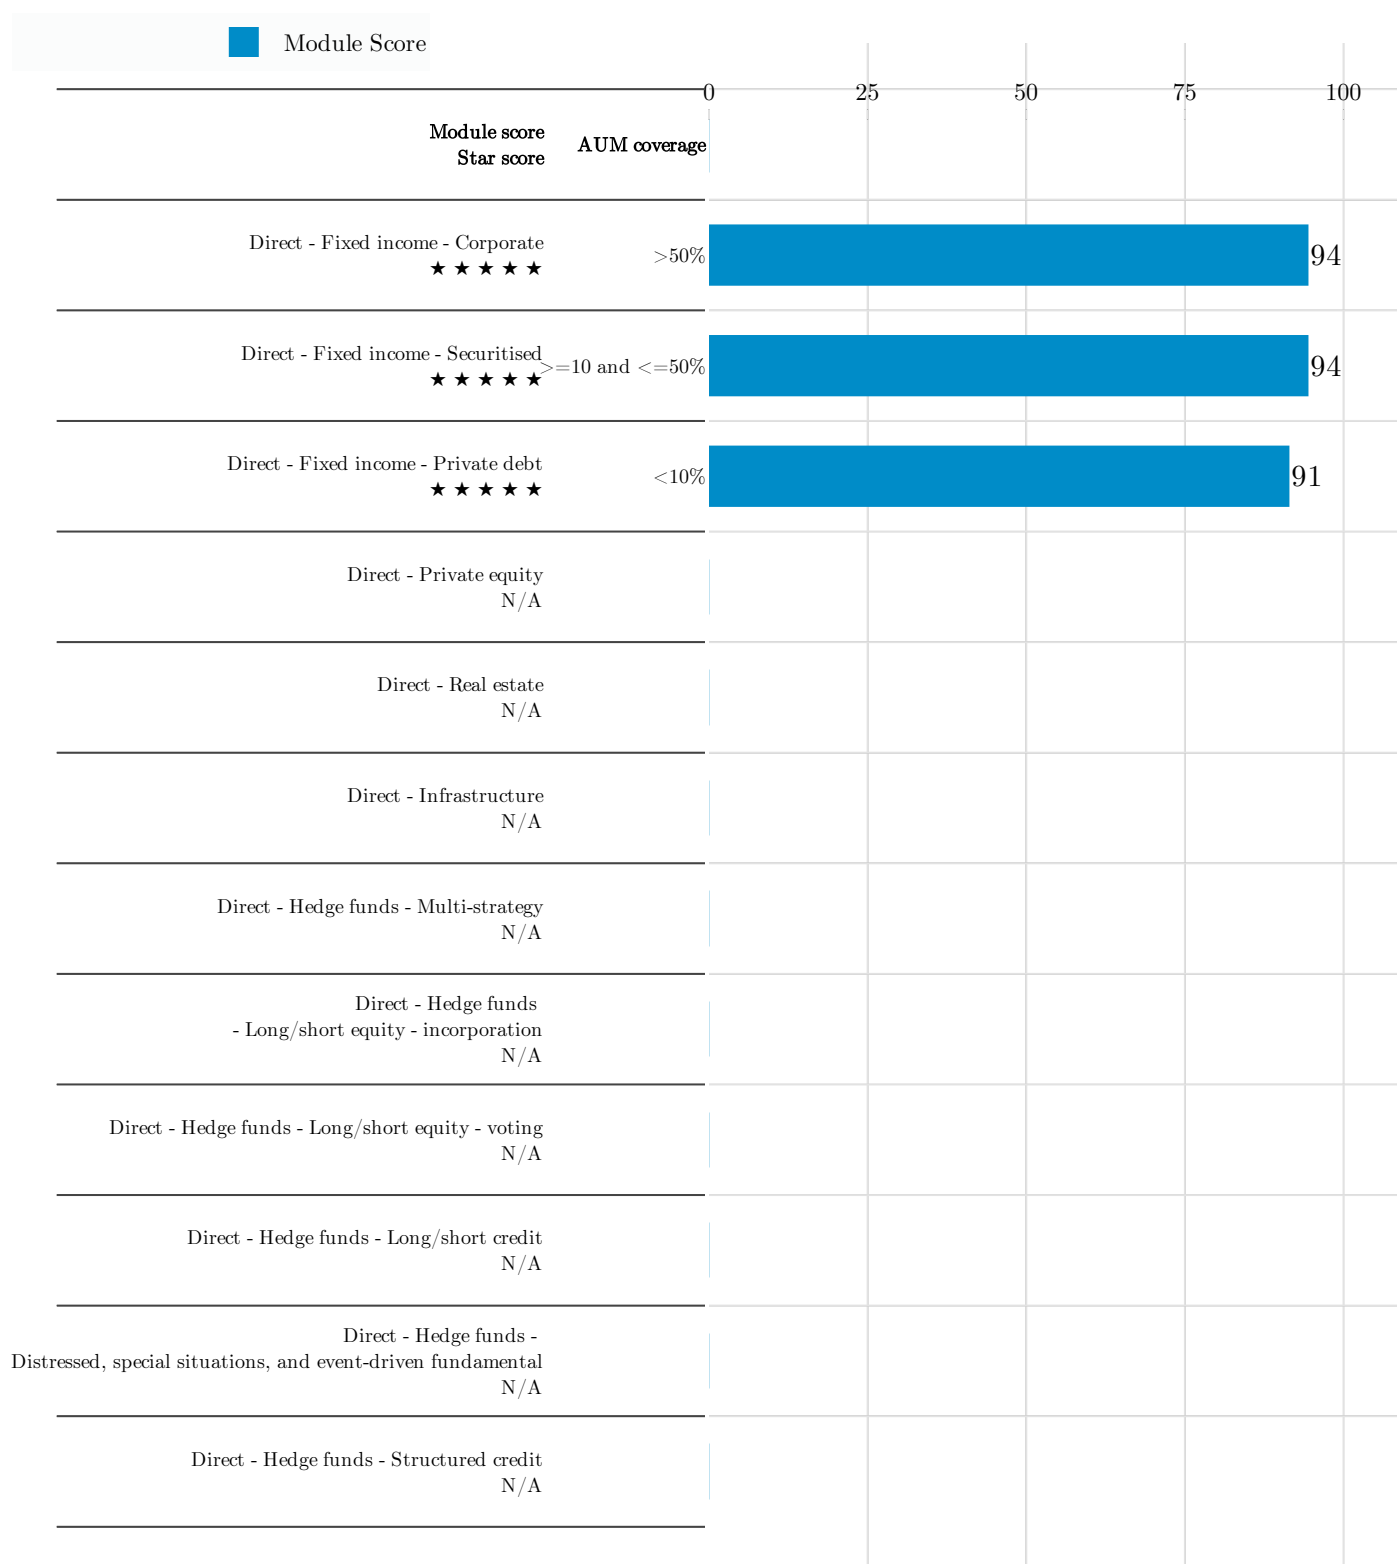 Module Score
0 25 50 75 100
Module score
Star score
AUM coverage
Direct - Fixed income - Corporate
★ ★ ★ ★ ★
>50%
94
Direct - Fixed income - Securitised
★ ★ ★ ★ ★
>=10 and <=50%
94
Direct - Fixed income - Private debt
★ ★ ★ ★ ★
<10%
91
Direct - Private equity
N/A
Direct - Real estate
N/A
Direct - Infrastructure
N/A
Direct - Hedge funds - Multi-strategy
N/A
Direct - Hedge funds
- Long/short equity - incorporation
N/A
Direct - Hedge funds - Long/short equity - voting
N/A
Direct - Hedge funds - Long/short credit
N/A
Direct - Hedge funds -
Distressed, special situations, and event-driven fundamental
N/A
Direct - Hedge funds - Structured credit
N/A